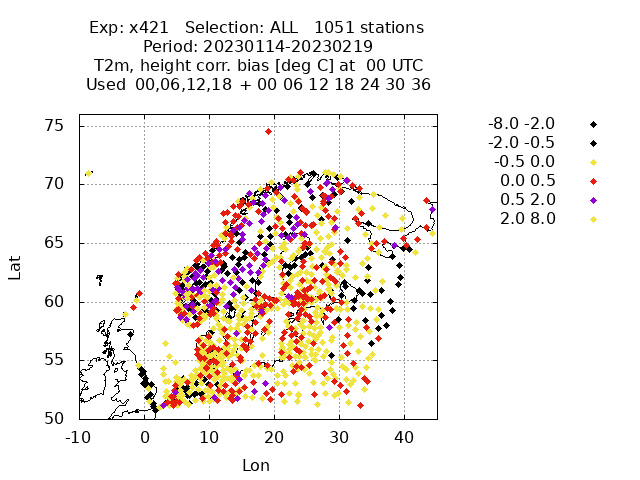 Exp: x421   Selection: ALL   1051 stations
Period: 20230114-20230219
T2m, height corr. bias [deg C] at  00 UTC
Used  00,06,12,18  + 00 06 12 18 24 30 36
-8.0 -2.0
-2.0 -0.5
-0.5 0.0
0.0 0.5
0.5 2.0
2.0 8.0
75
70
65
60
55
50
Lat
-10 0 10 20 30 40
Lon